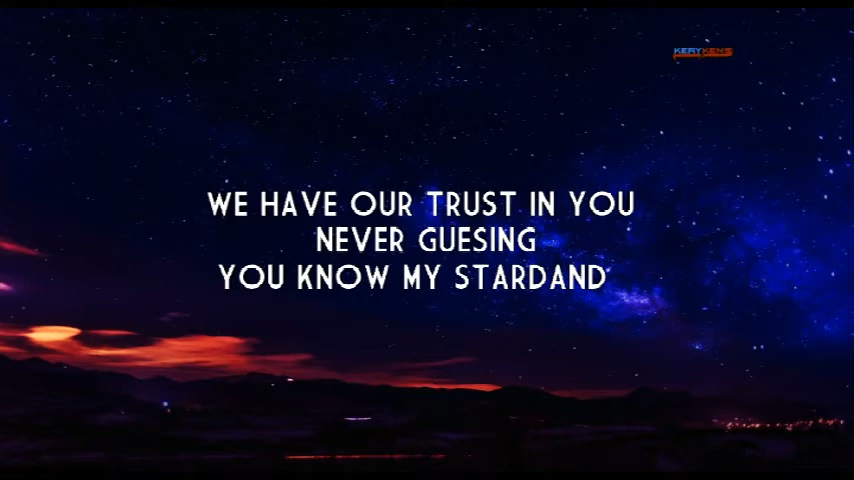 KERYKENS
WE HAVE OUR TRUST IN YOU
NEVER GUESING
YOU KNOW MY STARDAND